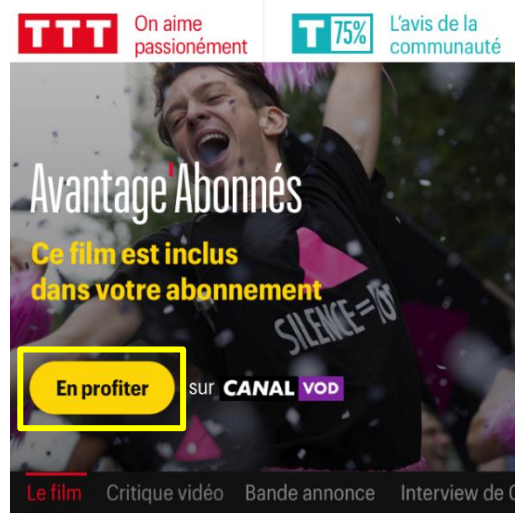 TTT
On aime
passionément
T 75%
L'avis de la
communauté
Avantage'Abonnés
Ce film est inclus
dans votre abonnement
SILENCE=
En profiter sur CANAL VOD
Le film Critique vidéo Bande annonce Interview de